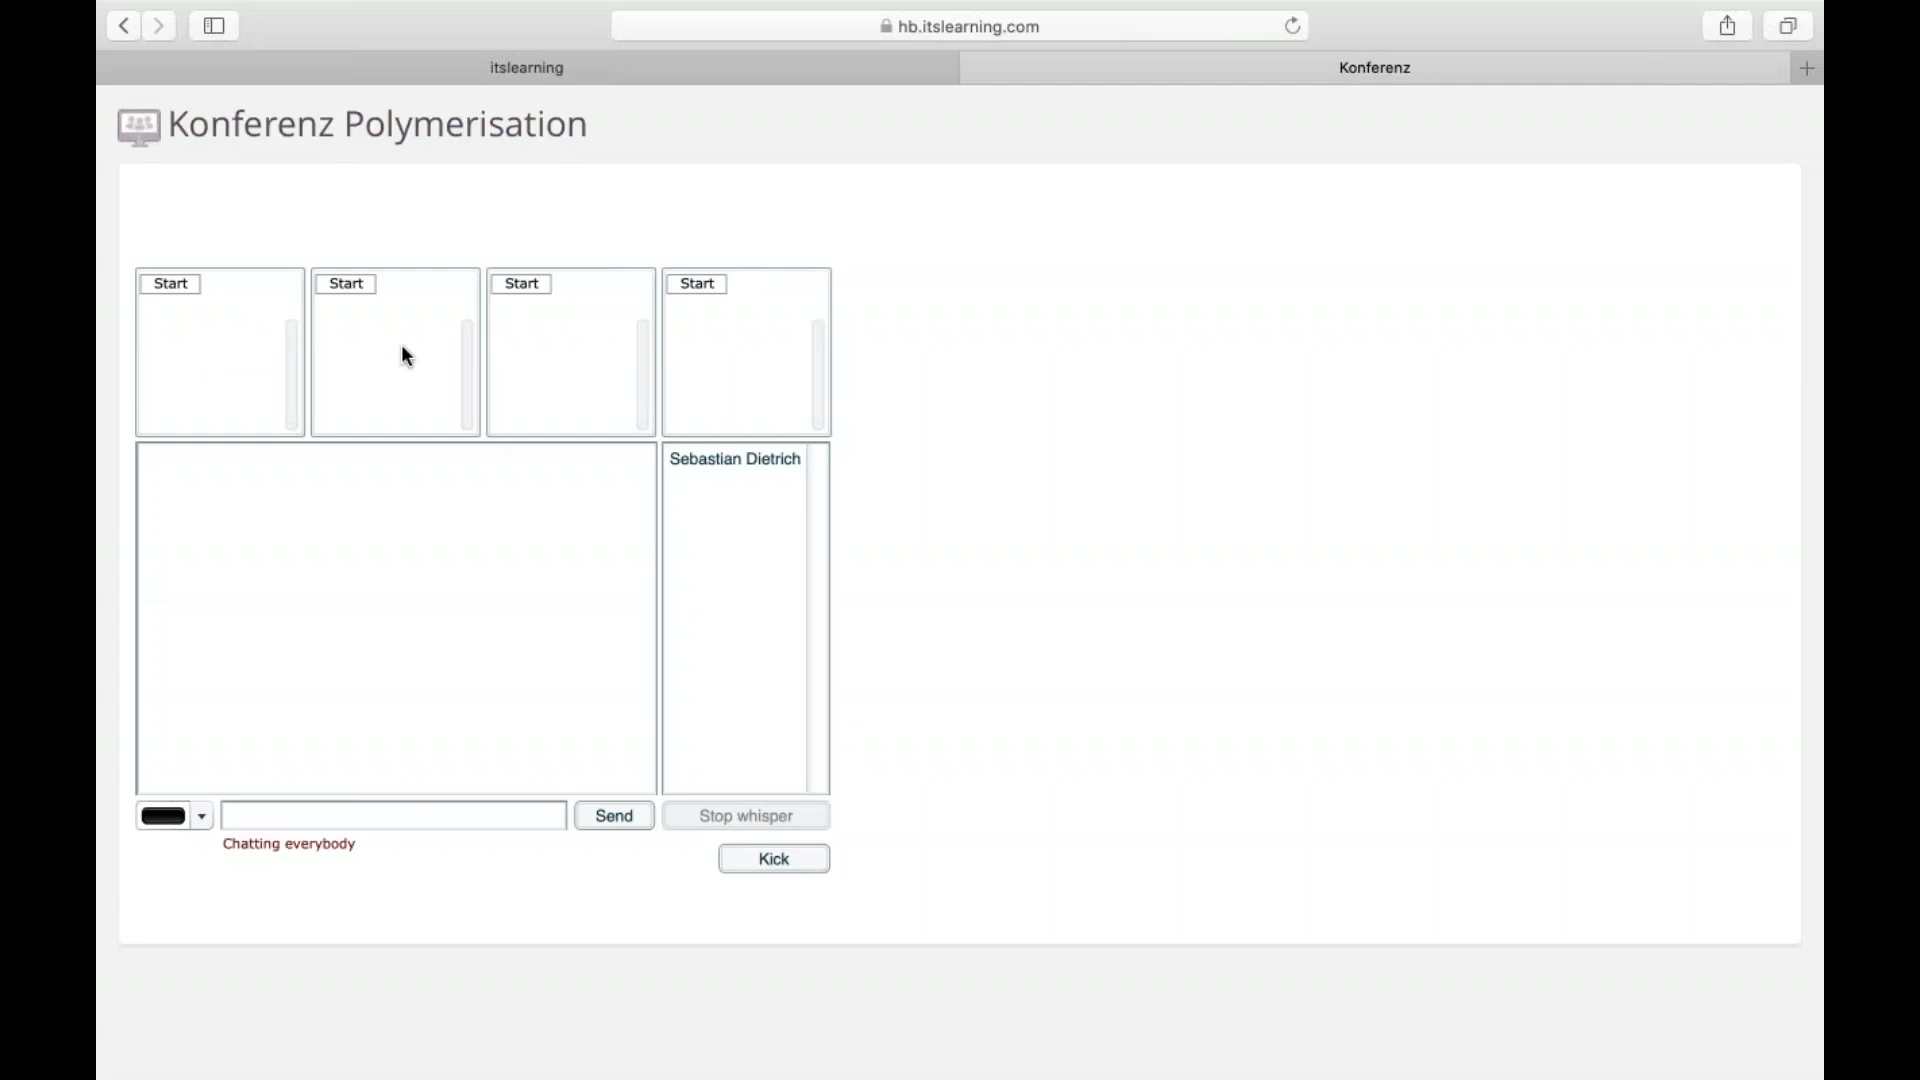 hb.itslearning.com
itslearning
Konferenz
Konferenz Polymerisation
Start
Start
Start
Start
Sebastian Dietrich
Send
Stop whisper
Chatting everybody
Kick